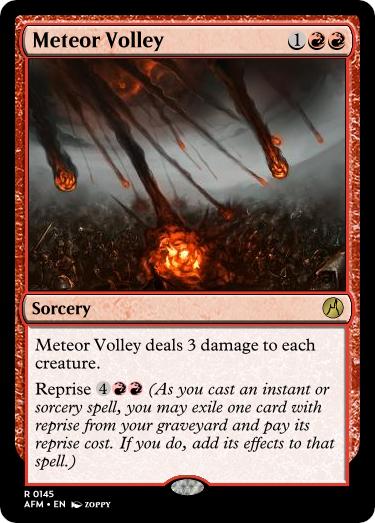 Meteor Volley 1
Sorcery
Meteor Volley deals 3 damage to each
creature.
Reprise 4 (As you cast an instant or
sorcery spell, you may exile one card with
reprise from your graveyard and pay its
reprise cost. If you do, add its effects to that
spell.)
R 0145
AFM • EN ZOPPY